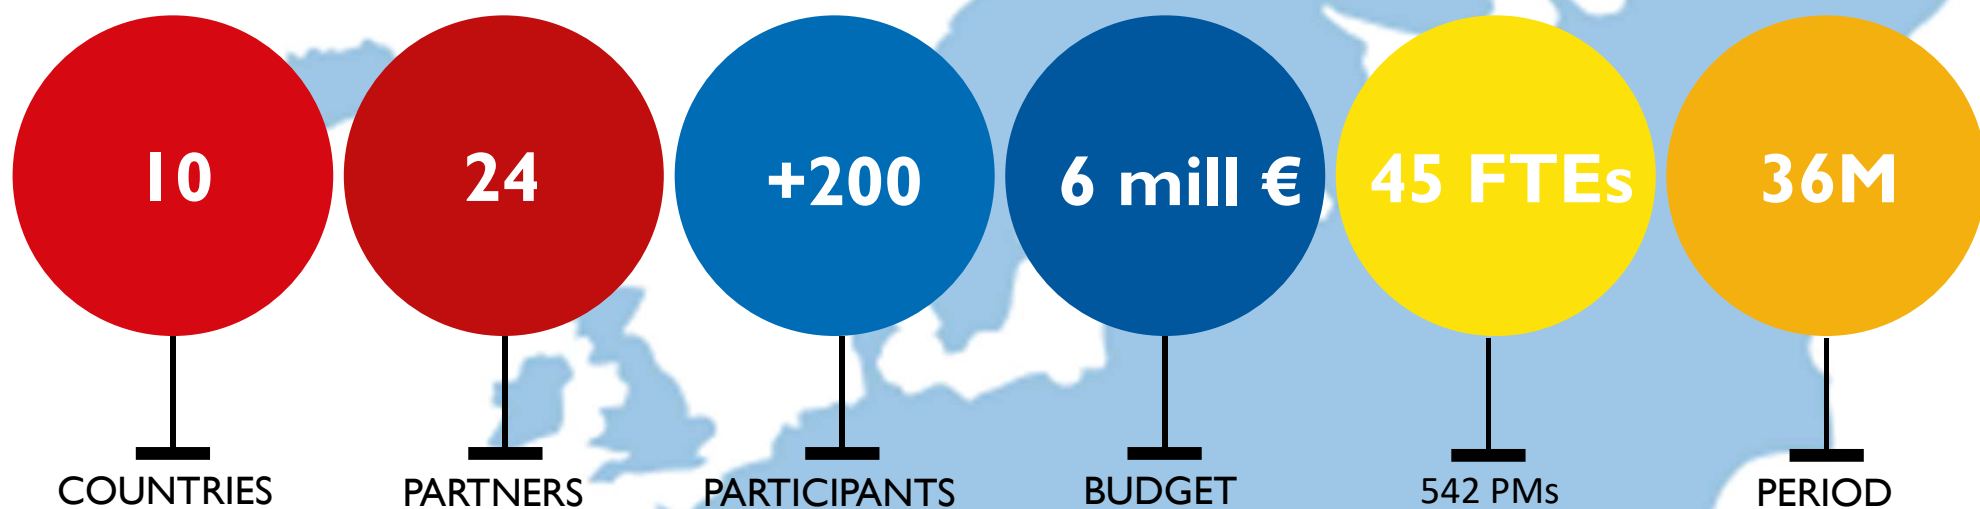 10
24
+200
6 mill €
45 FTEs
36M
COUNTRIES
PARTNERS
PARTICIPANTS
BUDGET
542 PMs
PERIOD